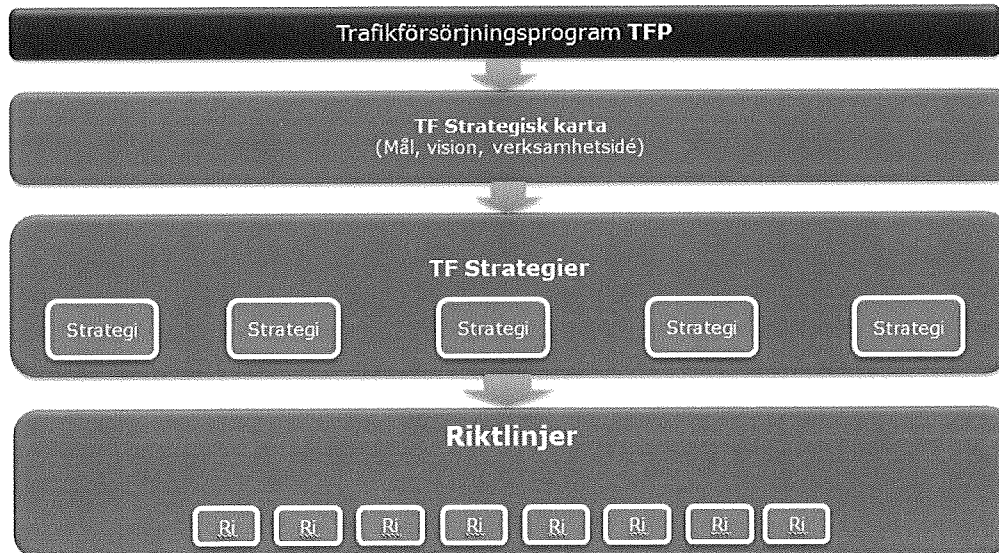 Trafikförsörjningsprogram TFP
TF Strategisk karta
(Mål, vision, verksamhetsidé)
TF Strategier
Strategi Strategi Strategi Strategi Strategi
Riktlinjer
Ri Ri Ri Ri Ri Ri Ri Ri